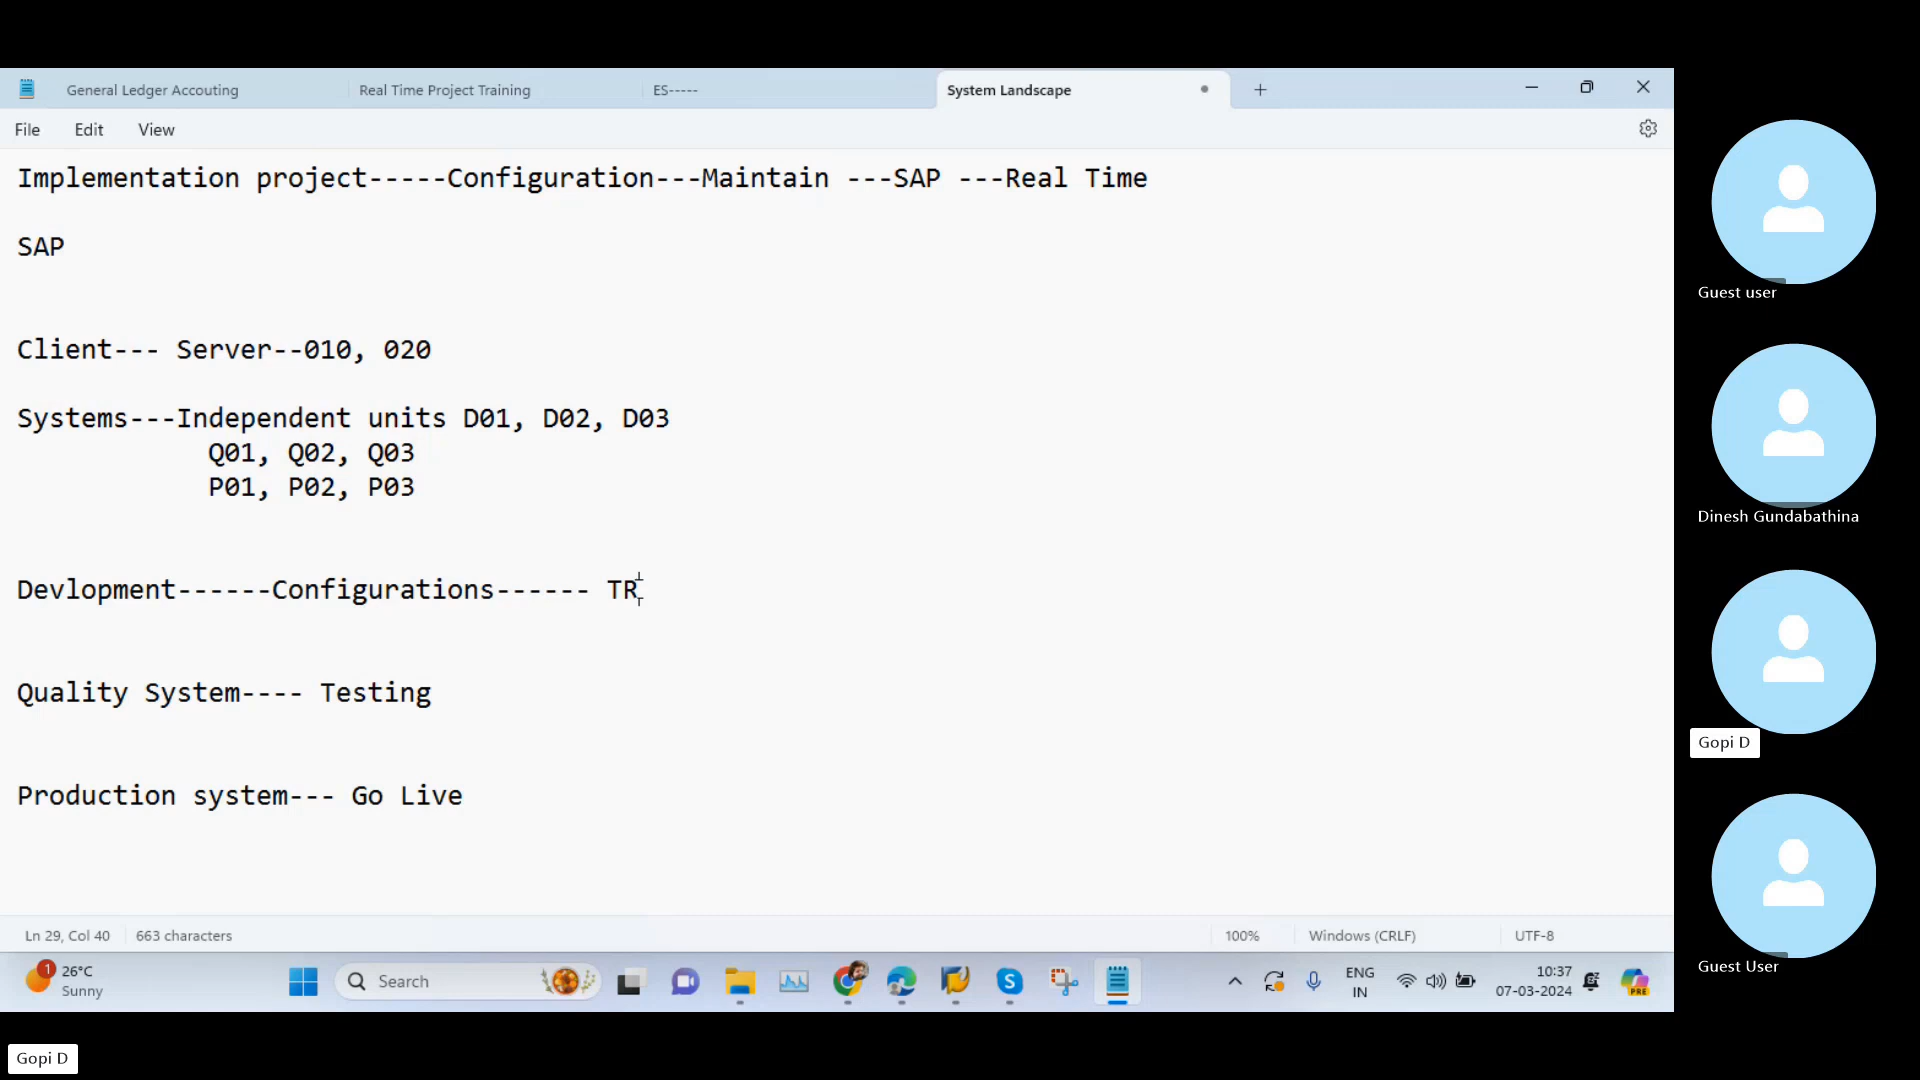 General Ledger Accouting
Real Time Project Training
ES-----
System Landscape
File Edit View
Implementation project-----Configuration---Maintain ---SAP ---Real Time
SAP
Client--- Server--010, 020
Systems---Independent units D01, D02, D03
Q01, Q02, Q03
P01, P02, P03
Devlopment------Configurations------ TR
Quality System---- Testing
Production system--- Go Live
Ln 29, Col 40
663 characters
100%
Windows (CRLF)
UTF-8
1
26°C
Sunny
Search
S
PRE
ENG
IN
10:37
07-03-2024
Guest user
Dinesh Gundabathina
Gopi D
Guest User
Gopi D